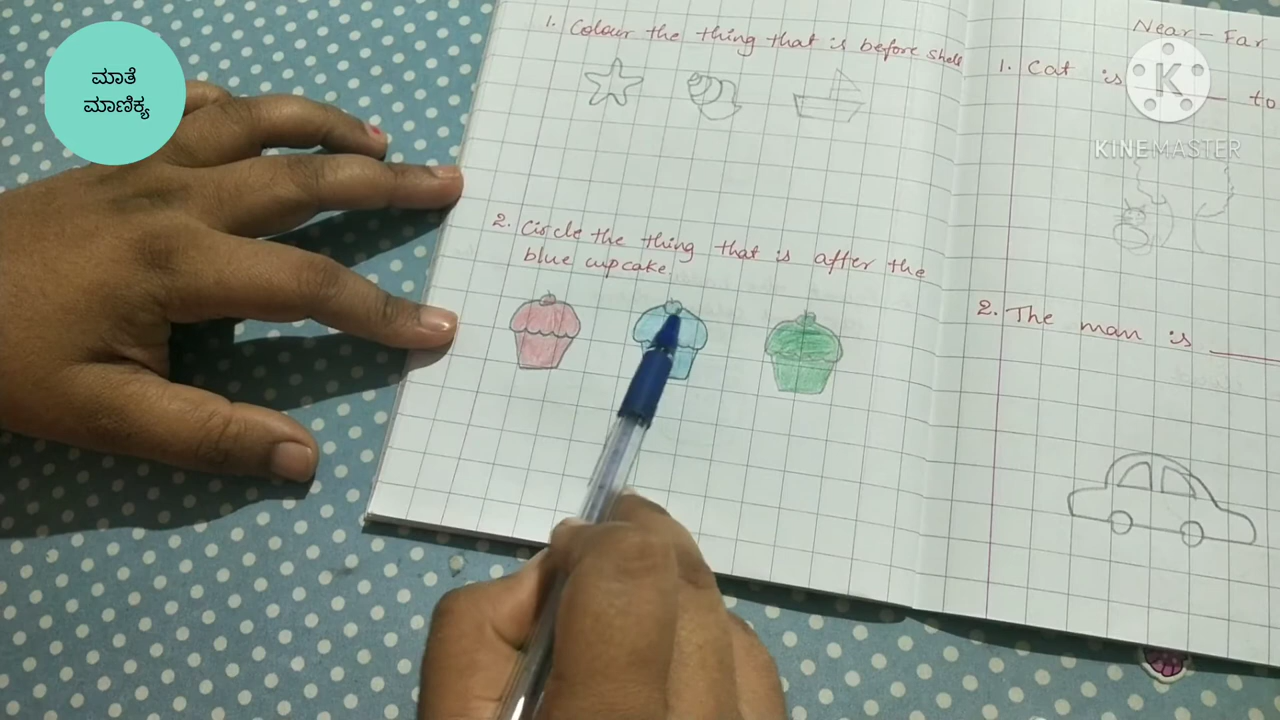 ಮಾತೆ
ಮಾಣಿಕ್ಯ
1. Colour the thing that is before shell
2. Circle the thing that is after the
blue cupcake
Near - Far
1. Cat is to
K
KINEMASTER
2. The man is